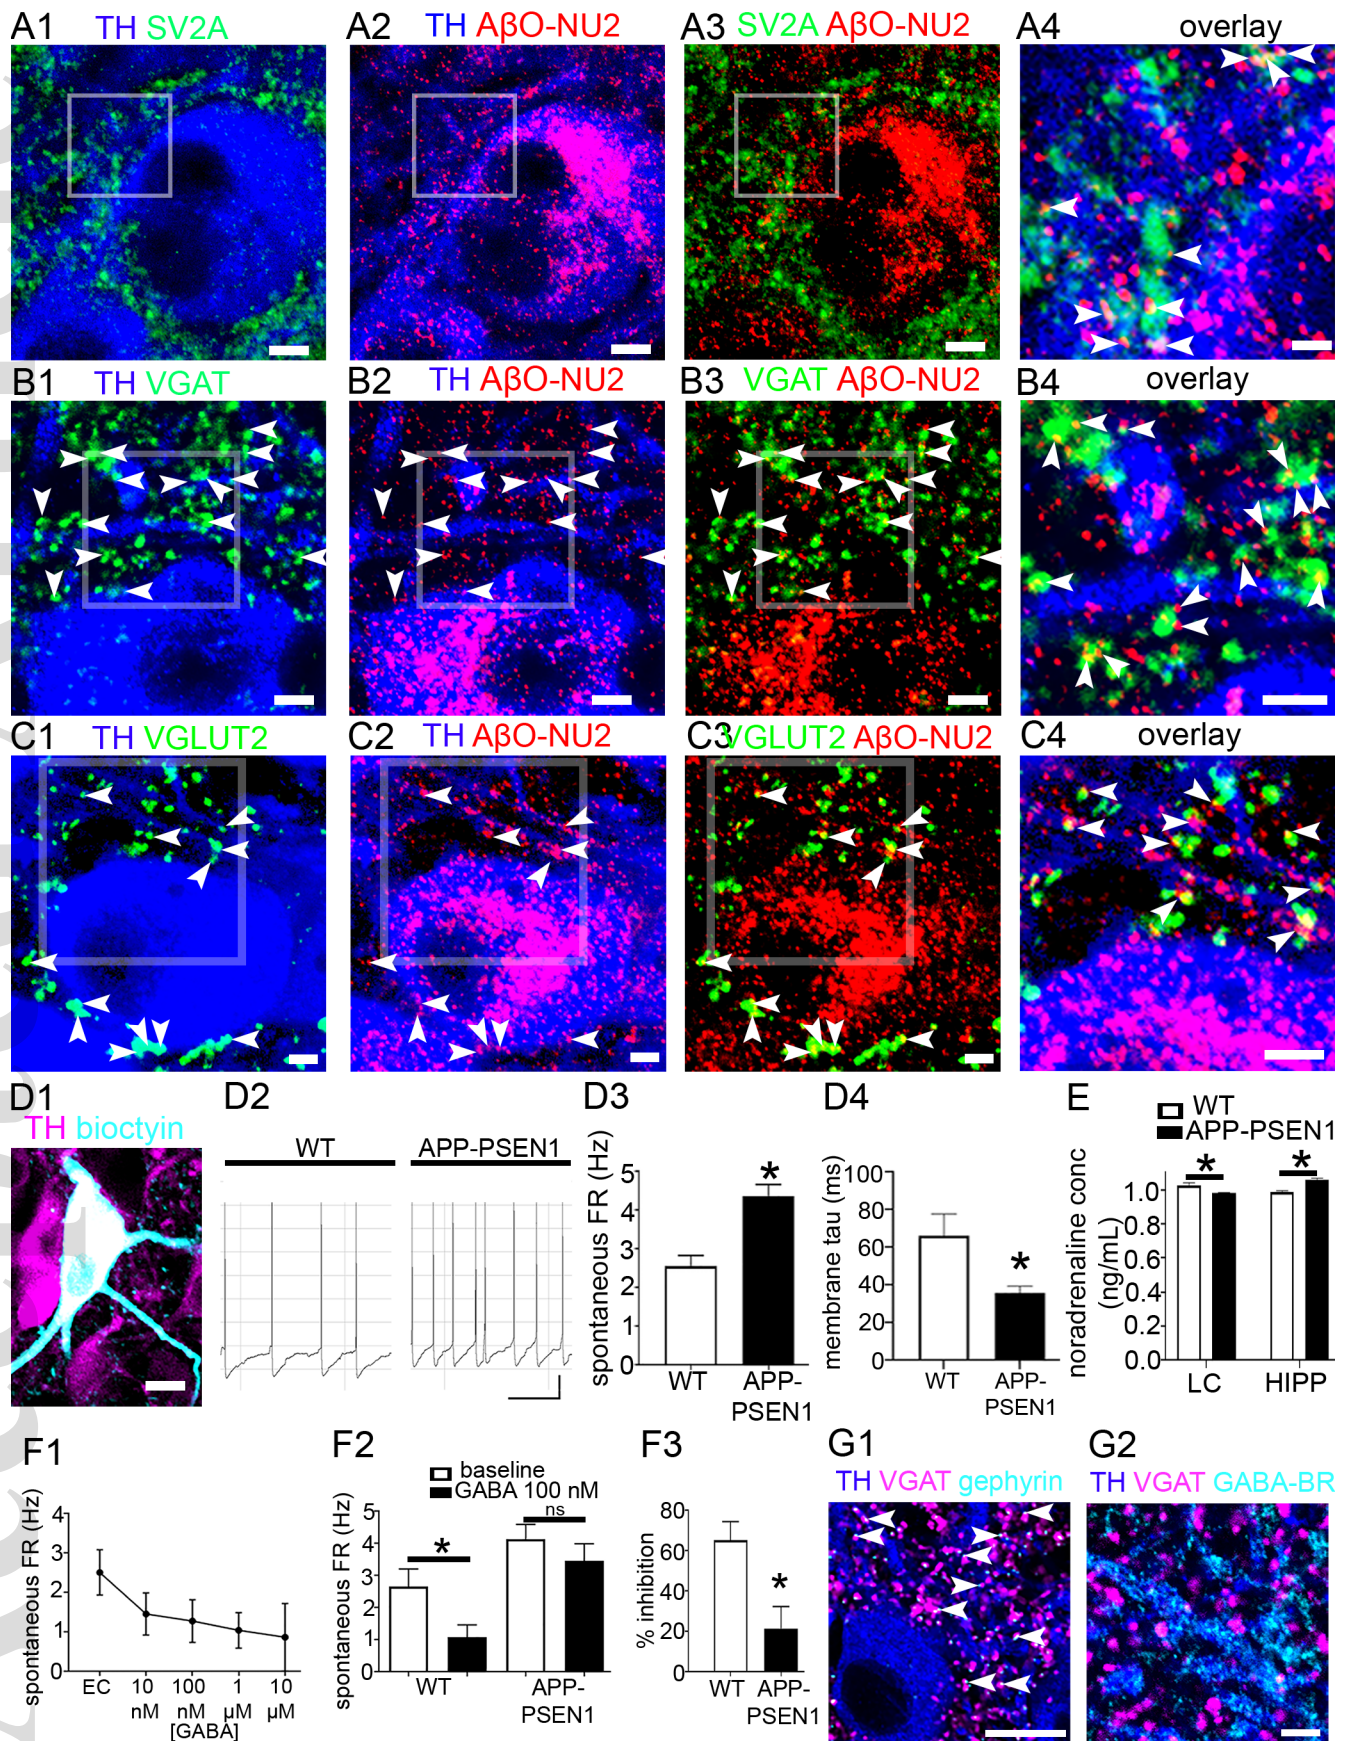 A1 TH SV2A
A2 TH AβO-NU2
A3 SV2A AβO-NU2
A4 overlay
B1 TH VGAT
B2 TH AβO-NU2
B3 VGAT AβO-NU2
B4 overlay
C1 TH VGLUT2
C2 TH AβO-NU2
C3 VGLUT2 AβO-NU2
C4 overlay
D1
TH bioctyin
D2
WT APP-PSEN1
D3
spontaneous FR (Hz)
5
4
3
2
1
0
*
WT APP-
PSEN1
D4
membrane tau (ms)
100
80
60
40
20
0
*
WT APP-
PSEN1
E
WT
APP-PSEN1
noradrenaline conc
(ng/mL)
1.0
0.8
0.6
0.4
0.2
0.0
* *
LC HIPP
F1
spontaneous FR (Hz)
4
3
2
1
0
EC 10 100 1 10
nM nM µM µM
[GABA]
F2
baseline
GABA 100 nM
spontaneous FR (Hz)
5
4
3
2
1
0
* ns
WT APP-
PSEN1
F3
% inhibition
80
60
40
20
0
*
WT APP-
PSEN1
G1
TH VGAT gephyrin
G2
TH VGAT GABA-BR